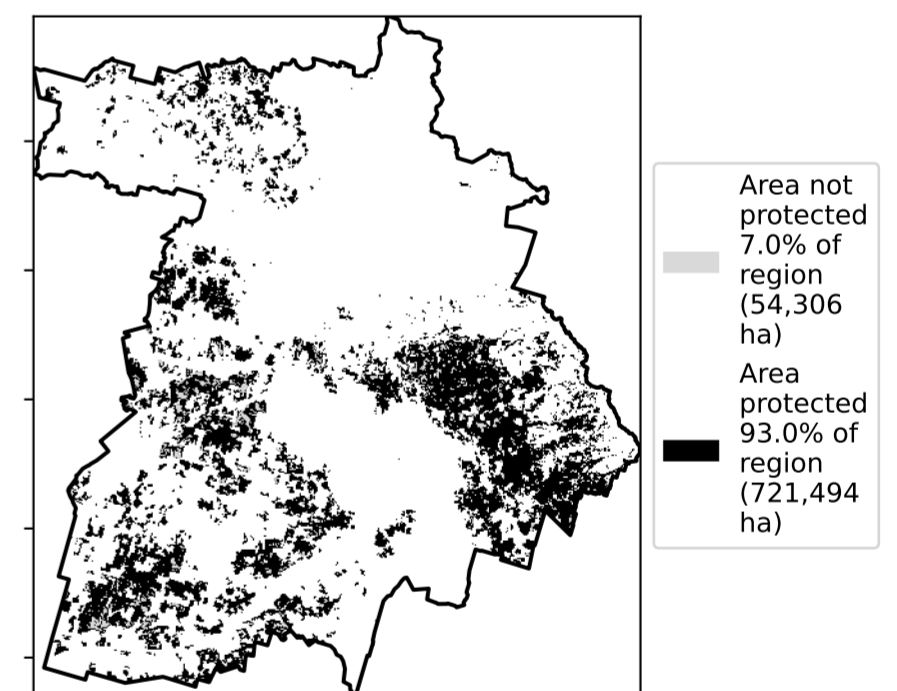 Area not
protected
7.0% of
region
(54,306
ha)
Area
protected
93.0% of
region
(721,494
ha)